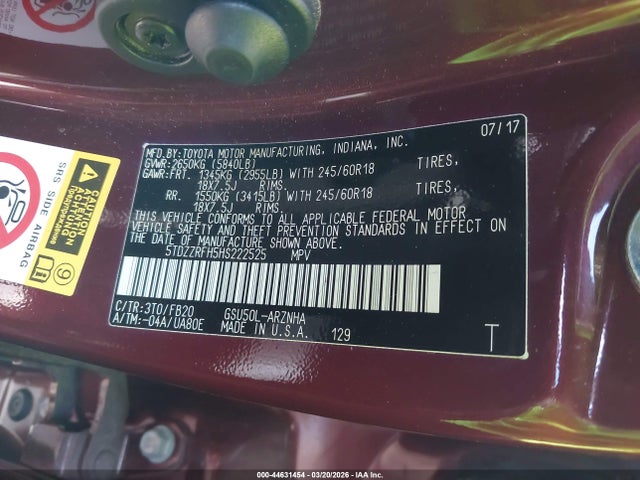 07/17
MFD.BY:TOYOTA MOTOR MANUFACTURING, INDIANA, INC.
GVWR:2650KG (5840LB)
GAWR:FRT. 1345KG (2955LB) WITH 245/60R18 TIRES,
18X7.5J RIMS.
RR. 1550KG (3415LB) WITH 245/60R18 TIRES,
18X7.5J RIMS.
THIS VEHICLE CONFORMS TO ALL APPLICABLE FEDERAL MOTOR
VEHICLE SAFETY AND THEFT PREVENTION STANDARDS IN EFFECT ON
THE DATE OF MANUFACTURE SHOWN ABOVE.
5TDZZRFH5HS222525 MPV
C/TR:3T0/FB20 GSU50L-ARZNHA
A/TM:-04A/UA80E MADE IN U.S.A. 129 T
SRS SIDE AIRBAG
CAUTION
ACHTUNG
9
000-44631454 - 03/20/2026 - IAA Inc.